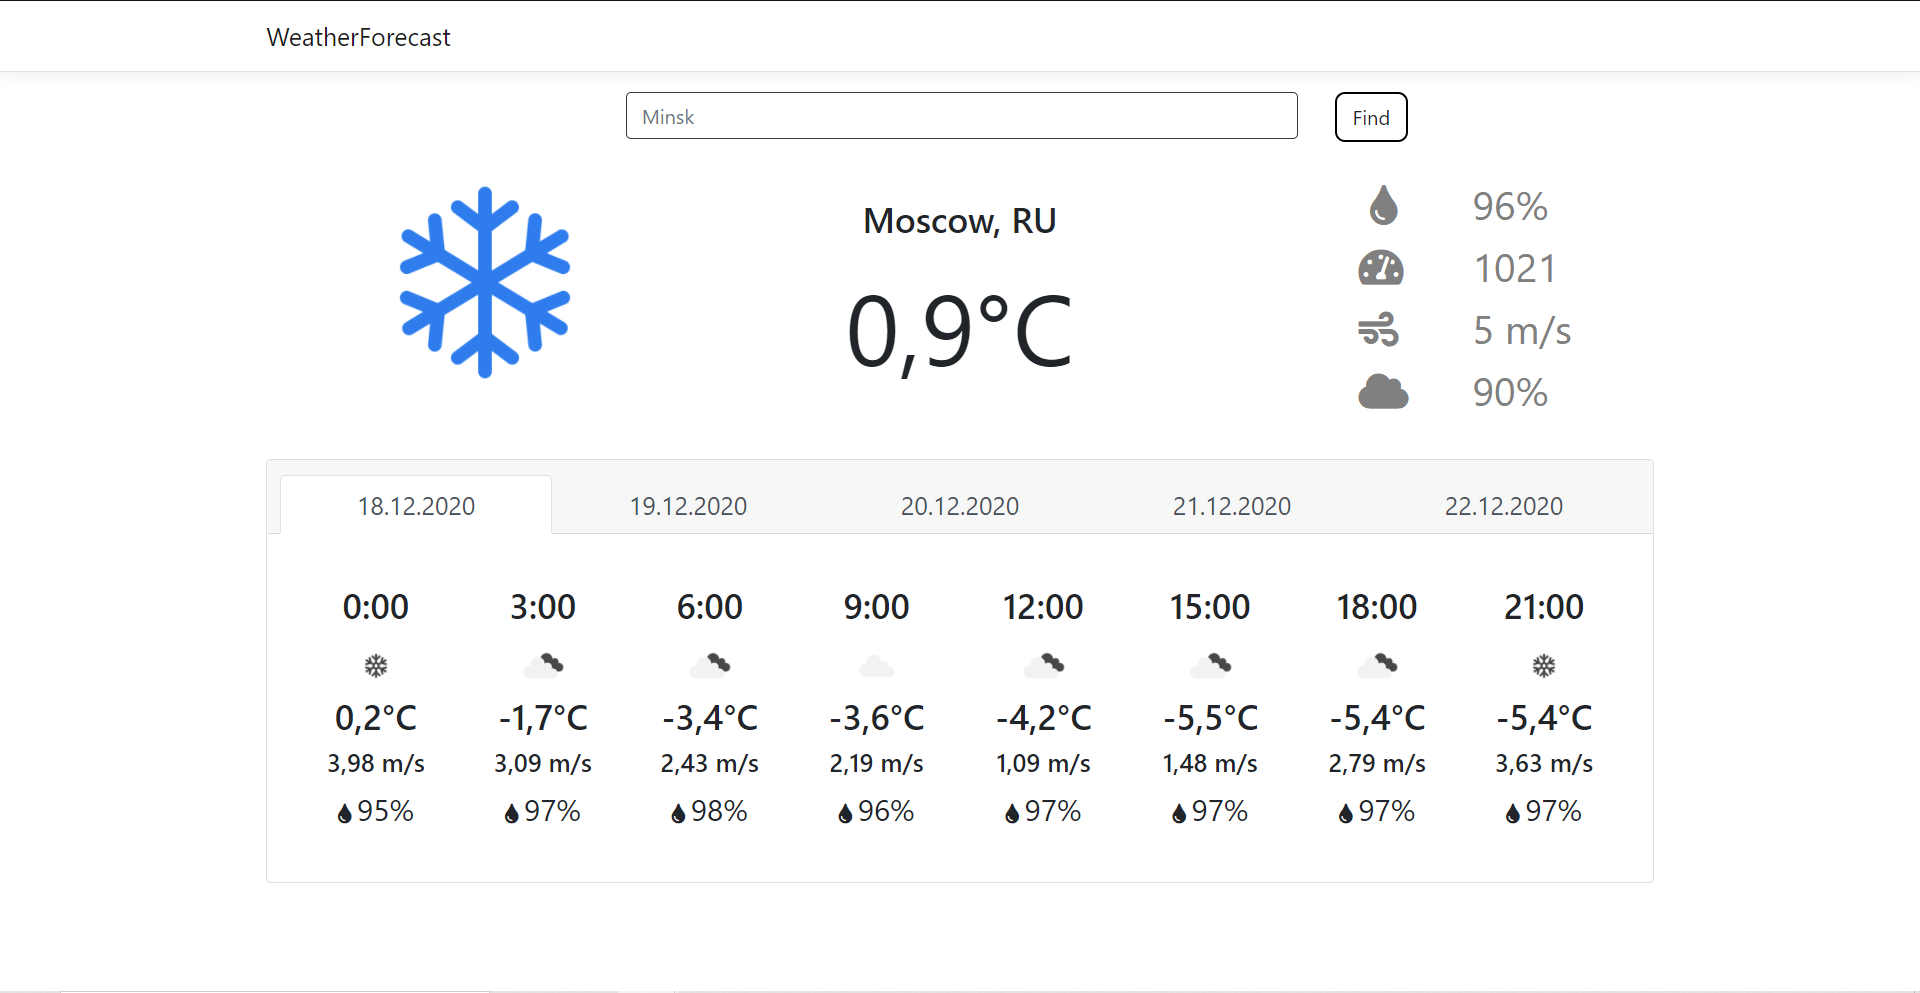 WeatherForecast
Minsk
Find
Moscow, RU
0,9°C
96%
1021
5 m/s
90%
18.12.2020 19.12.2020 20.12.2020 21.12.2020 22.12.2020
0:00 3:00 6:00 9:00 12:00 15:00 18:00 21:00
0,2°C -1,7°C -3,4°C -3,6°C -4,2°C -5,5°C -5,4°C -5,4°C
3,98 m/s 3,09 m/s 2,43 m/s 2,19 m/s 1,09 m/s 1,48 m/s 2,79 m/s 3,63 m/s
95% 97% 98% 96% 97% 97% 97% 97%